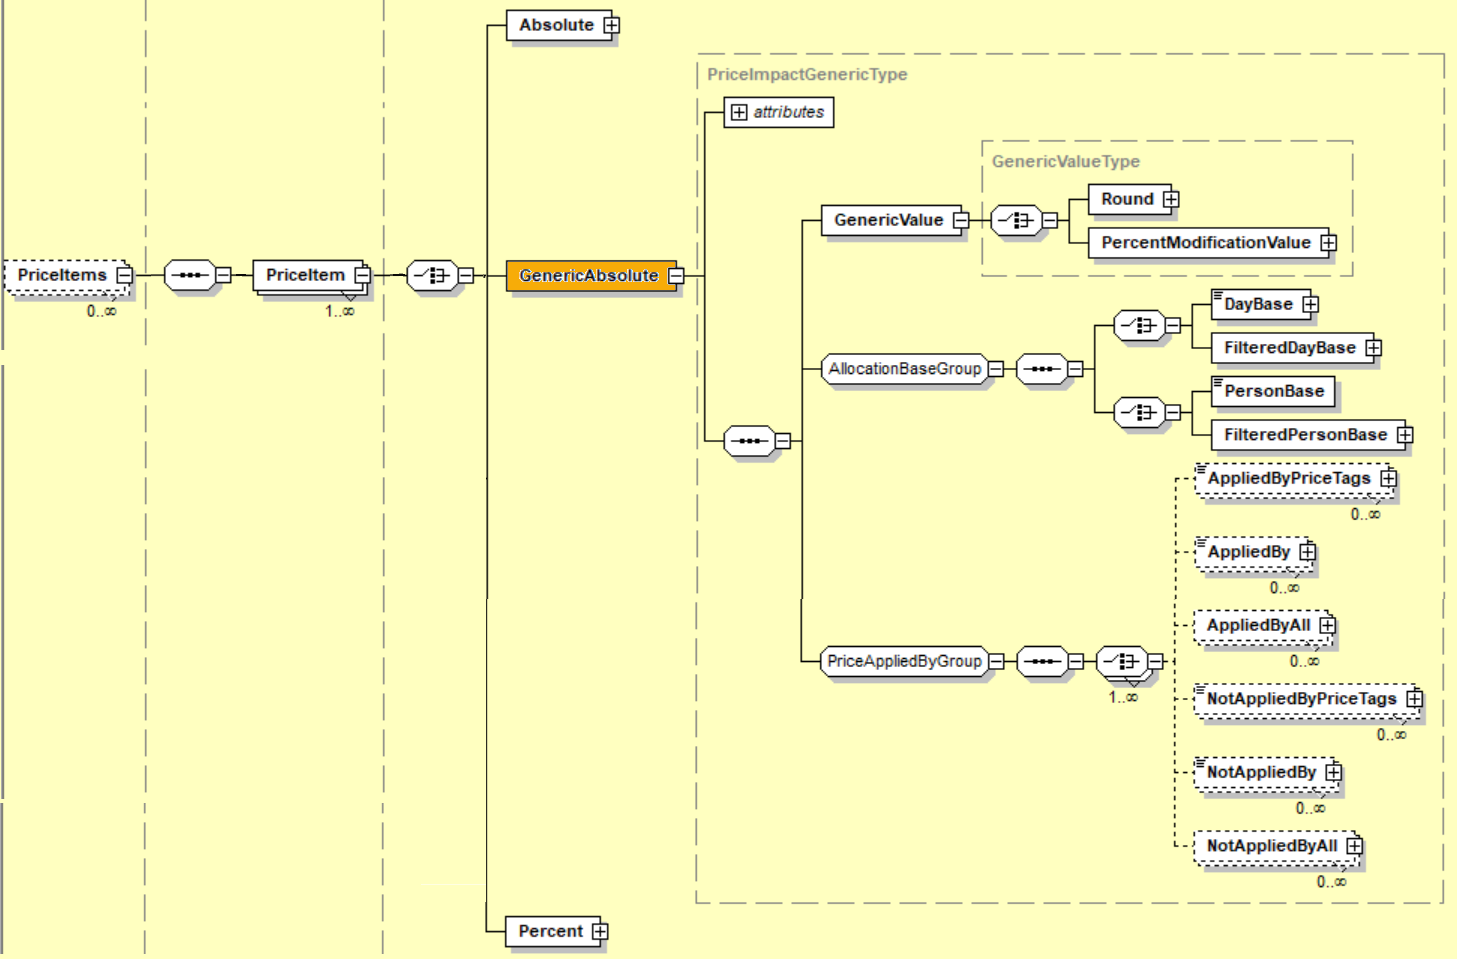 Absolute
PriceImpactGenericType
attributes
GenericValueType
Round
GenericValue
PercentModificationValue
PriceItems
0..∞
PriceItem
1..∞
GenericAbsolute
DayBase
FilteredDayBase
AllocationBaseGroup
PersonBase
FilteredPersonBase
AppliedByPriceTags
0..∞
AppliedBy
0..∞
AppliedByAll
0..∞
PriceAppliedByGroup
1..∞
NotAppliedByPriceTags
0..∞
NotAppliedBy
0..∞
NotAppliedByAll
0..∞
Percent